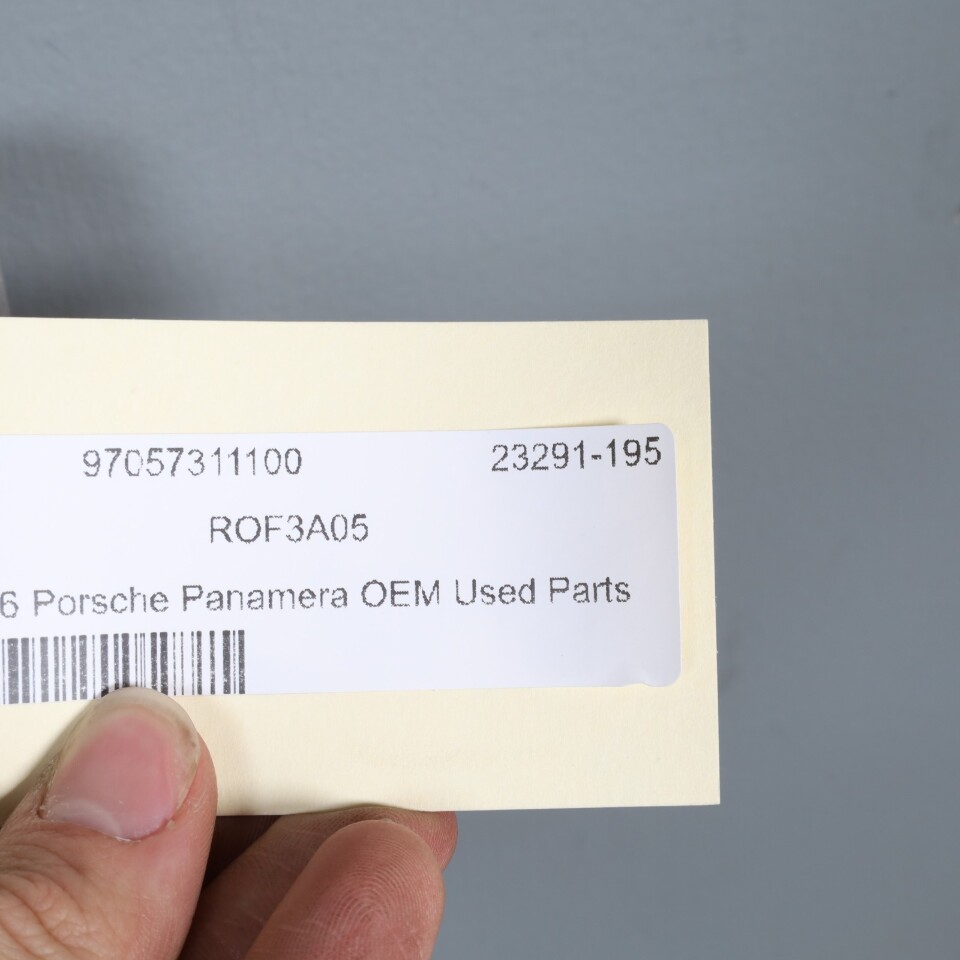 97057311100 23291-195
ROF3A05
6 Porsche Panamera OEM Used Parts